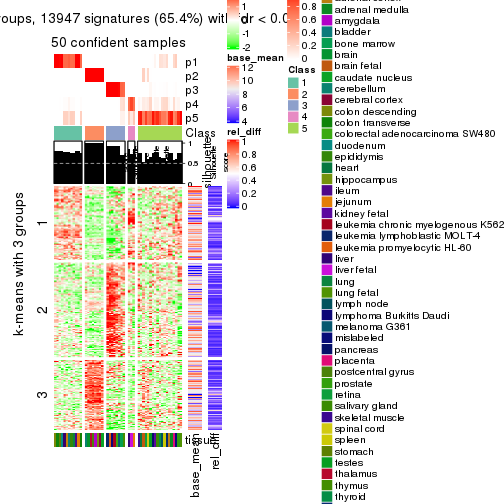 oups, 13947 signatures (65.4%) with fdr < 0.0
50 confident samples
p1
p2
p3
p4
p5
Class
1
0.5
0
silhouette
score
k-means with 3 groups
1
2
3
tissue
base_mean
rel_diff
1
0
-1
-2
base_mean
12
10
8
6
4
rel_diff
1
0.8
0.6
0.4
0.2
0
0.8
0.6
0.4
0.2
0
Class
1
2
3
4
5
adrenal medulla
amygdala
bladder
bone marrow
brain
brain fetal
caudate nucleus
cerebellum
cerebral cortex
colon descending
colon transverse
colorectal adenocarcinoma SW480
duodenum
epididymis
heart
hippocampus
ileum
jejunum
kidney fetal
leukemia chronic myelogenous K562
leukemia lymphoblastic MOLT-4
leukemia promyelocytic HL-60
liver
liver fetal
lung
lung fetal
lymph node
lymphoma Burkitts Daudi
melanoma G361
mislabeled
pancreas
placenta
postcentral gyrus
prostate
retina
salivary gland
skeletal muscle
spinal cord
spleen
stomach
testes
thalamus
thymus
thyroid